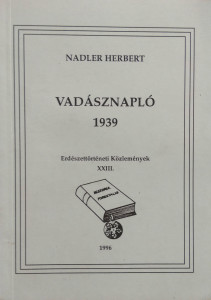 NADLER HERBERT
VADÁSZNAPLÓ
1939
Erdészettörténeti Közlemények
XXIII.
1996